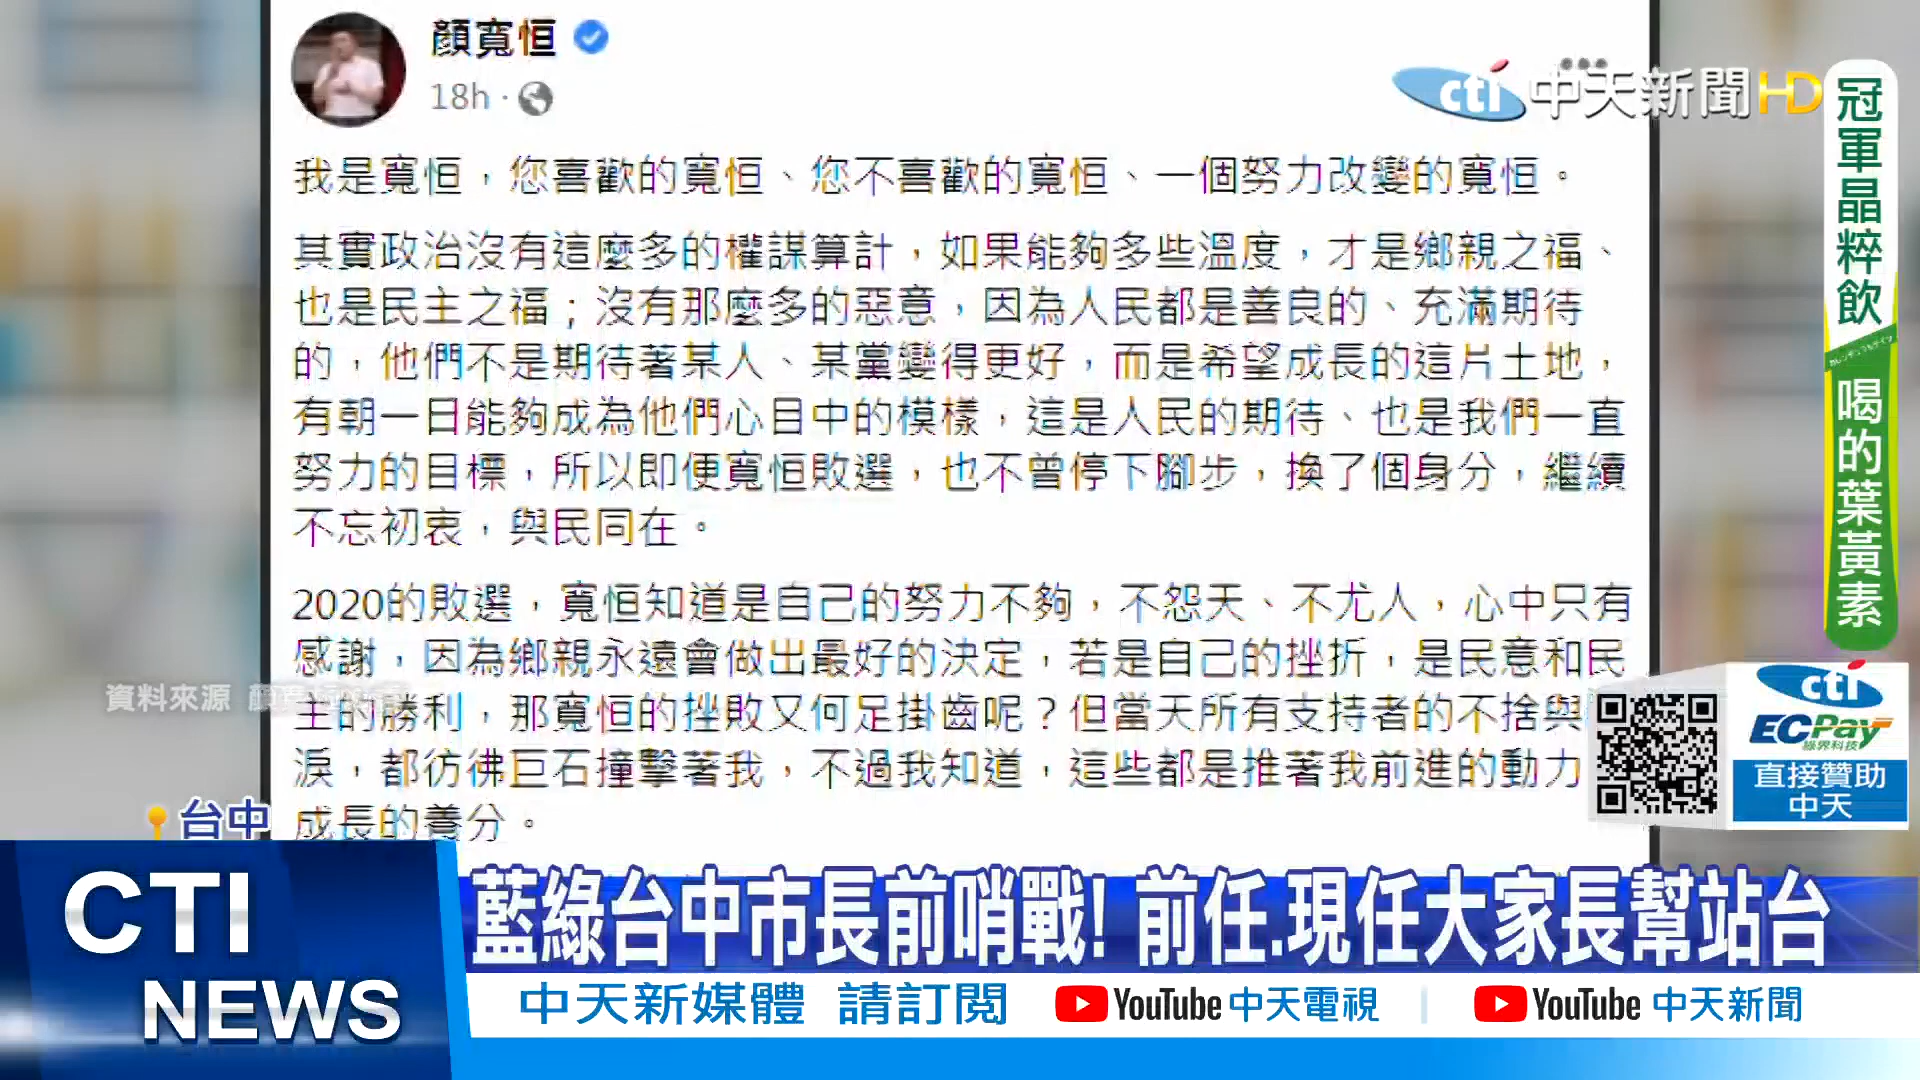 顏寬恒
18h
我是寬恒，您喜歡的寬恒、您不喜歡的寬恒、一個努力改變的寬恒。
其實政治沒有這麼多的權謀算計，如果能夠多些溫度，才是鄉親之福、
也是民主之福；沒有那麼多的惡意，因為人民都是善良的、充滿期待
的，他們不是期待著某人、某黨變得更好，而是希望成長的這片土地，
有朝一日能夠成為他們心目中的模樣，這是人民的期待、也是我們一直
努力的目標，所以即便寬恒敗選，也不曾停下腳步，換了個身分，繼續
不忘初衷，與民同在。
2020的敗選，寬恒知道是自己的努力不夠，不怨天、不尤人，心中只有
感謝，因為鄉親永遠會做出最好的決定，若是自己的挫折，是民意和民
主的勝利，那寬恒的挫敗又何足掛齒呢？但當天所有支持者的不捨與
淚，都彷彿巨石撞擊著我，不過我知道，這些都是推著我前進的動力
成長的養分。
資料來源 顏
台中
cti 中天新聞HD
冠軍晶粹飲
喝的葉黃素
cti
ECPay
綠界科技
直接贊助
中天
CTI
NEWS
藍綠台中市長前哨戰! 前任.現任大家長幫站台
中天新媒體 請訂閱 YouTube 中天電視 | YouTube 中天新聞